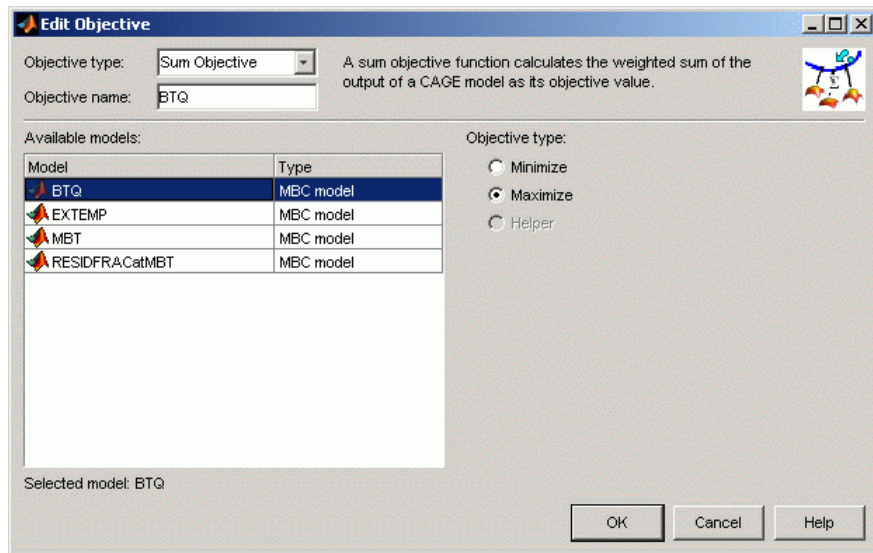 Edit Objective
Objective type: Sum Objective
A sum objective function calculates the weighted sum of the
output of a CAGE model as its objective value.
Objective name: BTQ
Available models:
Model Type
BTQ MBC model
EXTEMP MBC model
MBT MBC model
RESIDFRACatMBT MBC model
Objective type:
Minimize
Maximize
Helper
Selected model: BTQ
OK Cancel Help